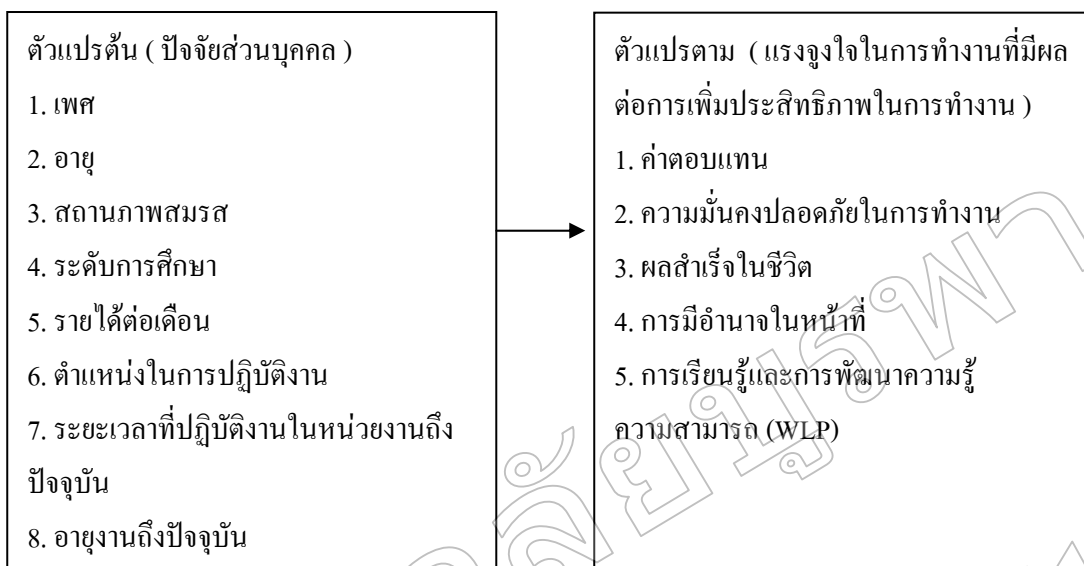 ตัวแปรต้น ( ปัจจัยส่วนบุคคล )
1. เพศ
2. อายุ
3. สถานภาพสมรส
4. ระดับการศึกษา
5. รายได้ต่อเดือน
6. ตำแหน่งในการปฏิบัติงาน
7. ระยะเวลาที่ปฏิบัติงานในหน่วยงานถึง
ปัจจุบัน
8. อายุงานถึงปัจจุบัน
ตัวแปรตาม ( แรงจูงใจในการทำงานที่มีผล
ต่อการเพิ่มประสิทธิภาพในการทำงาน )
1. ค่าตอบแทน
2. ความมั่นคงปลอดภัยในการทำงาน
3. ผลสำเร็จในชีวิต
4. การมีอำนาจในหน้าที่
5. การเรียนรู้และการพัฒนาความรู้
ความสามารถ (WLP)
ลัยบูรพา